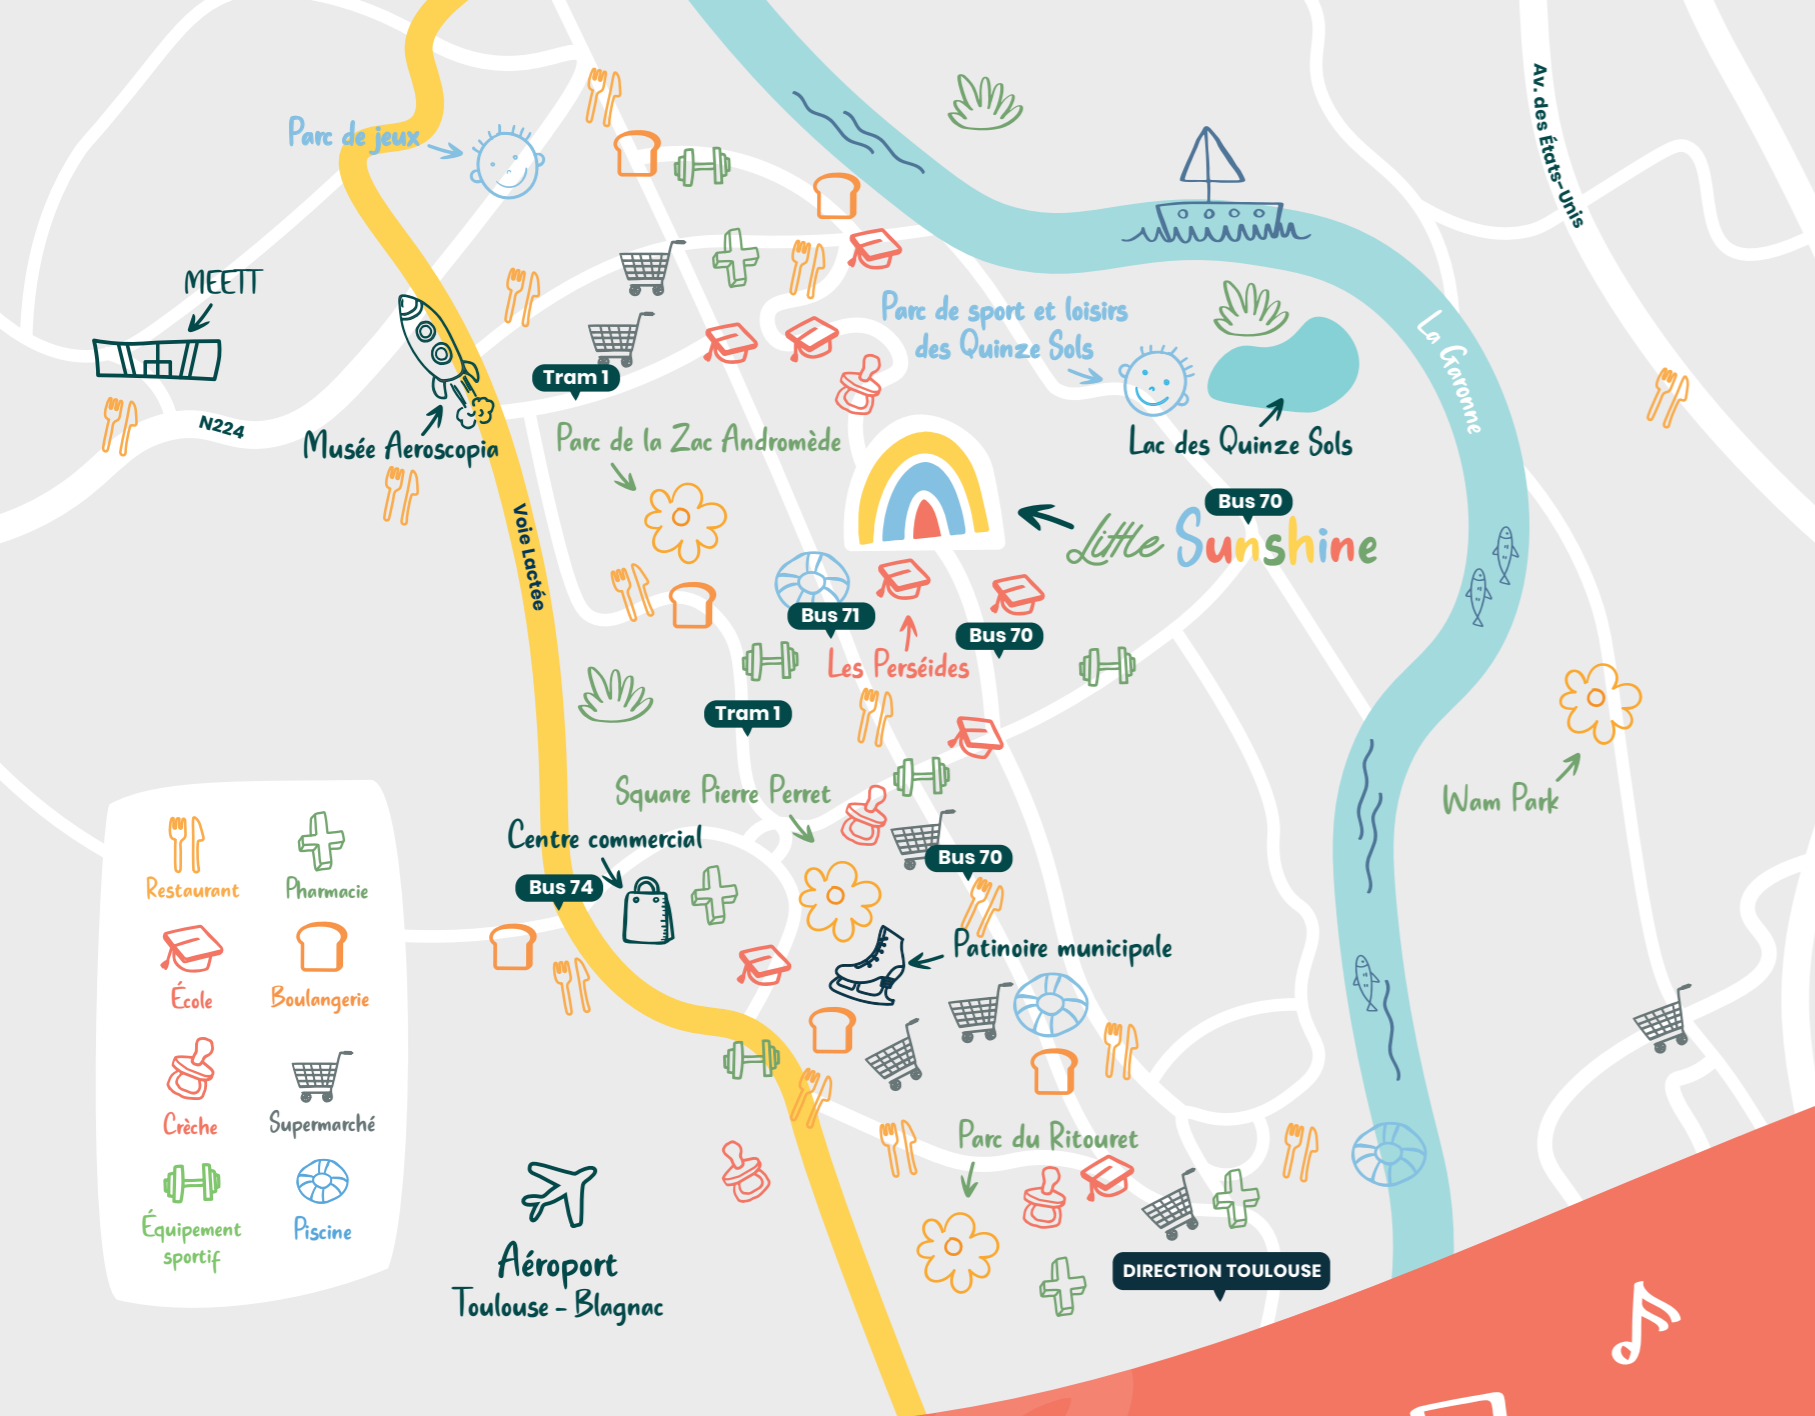 Av. des États-Unis
Parc de jeux
MEETT
Parc de sport et loisirs
des Quinze Sols
La Garonne
Tram 1
N224
Musée Aeroscopia
Parc de la Zac Andromède
Lac des Quinze Sols
Bus 70
Little Sunshine
Voie Lactée
Bus 71
Bus 70
Les Perséides
Tram 1
Square Pierre Perret
Wam Park
Centre commercial
Bus 70
Bus 74
Patinoire municipale
Restaurant
Pharmacie
École
Boulangerie
Crèche
Supermarché
Équipement
sportif
Piscine
Parc du Ritouret
Aéroport
Toulouse - Blagnac
DIRECTION TOULOUSE